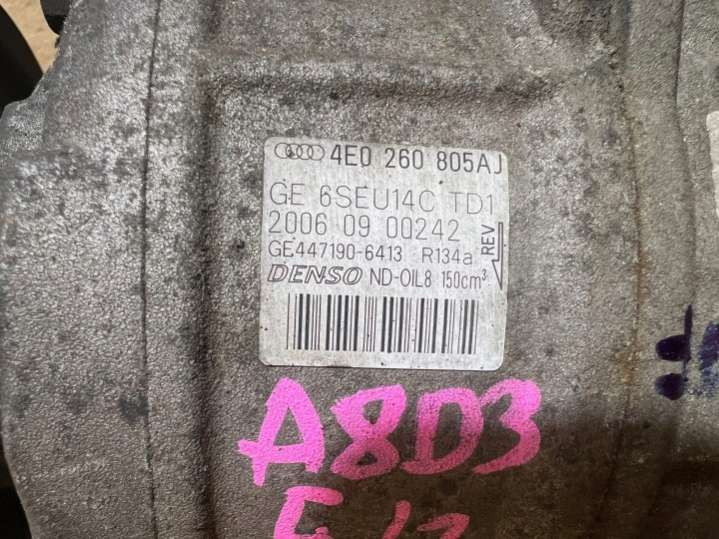 4E0 260 805AJ
GE 6SEU14C TD1
2006 09 00242
GE447190-6413 R134a
REV
DENSO ND-OIL8 150cm³
A8D3